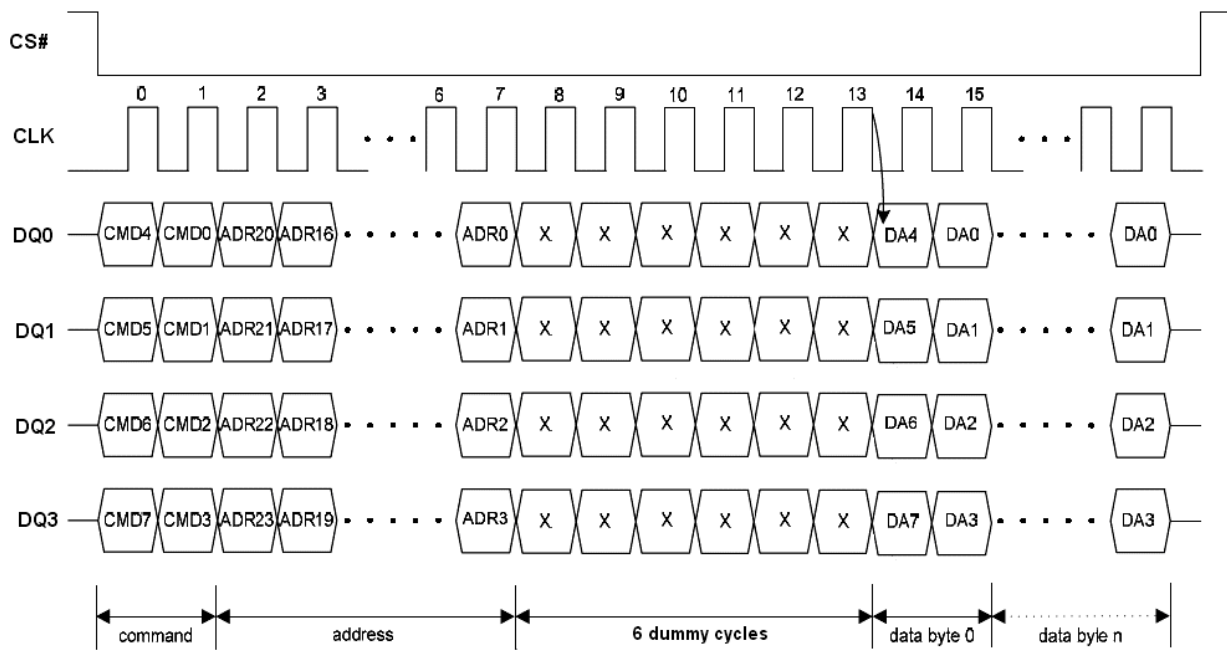 CS#
0 1 2 3 6 7 8 9 10 11 12 13 14 15
CLK
DQ0 CMD4 CMD0 ADR20 ADR16 ADR0 X X X X X X DA4 DA0 DA0
DQ1 CMD5 CMD1 ADR21 ADR17 ADR1 X X X X X X DA5 DA1 DA1
DQ2 CMD6 CMD2 ADR22 ADR18 ADR2 X X X X X X DA6 DA2 DA2
DQ3 CMD7 CMD3 ADR23 ADR19 ADR3 X X X X X X DA7 DA3 DA3
command address 6 dummy cycles data byte 0 data byle n